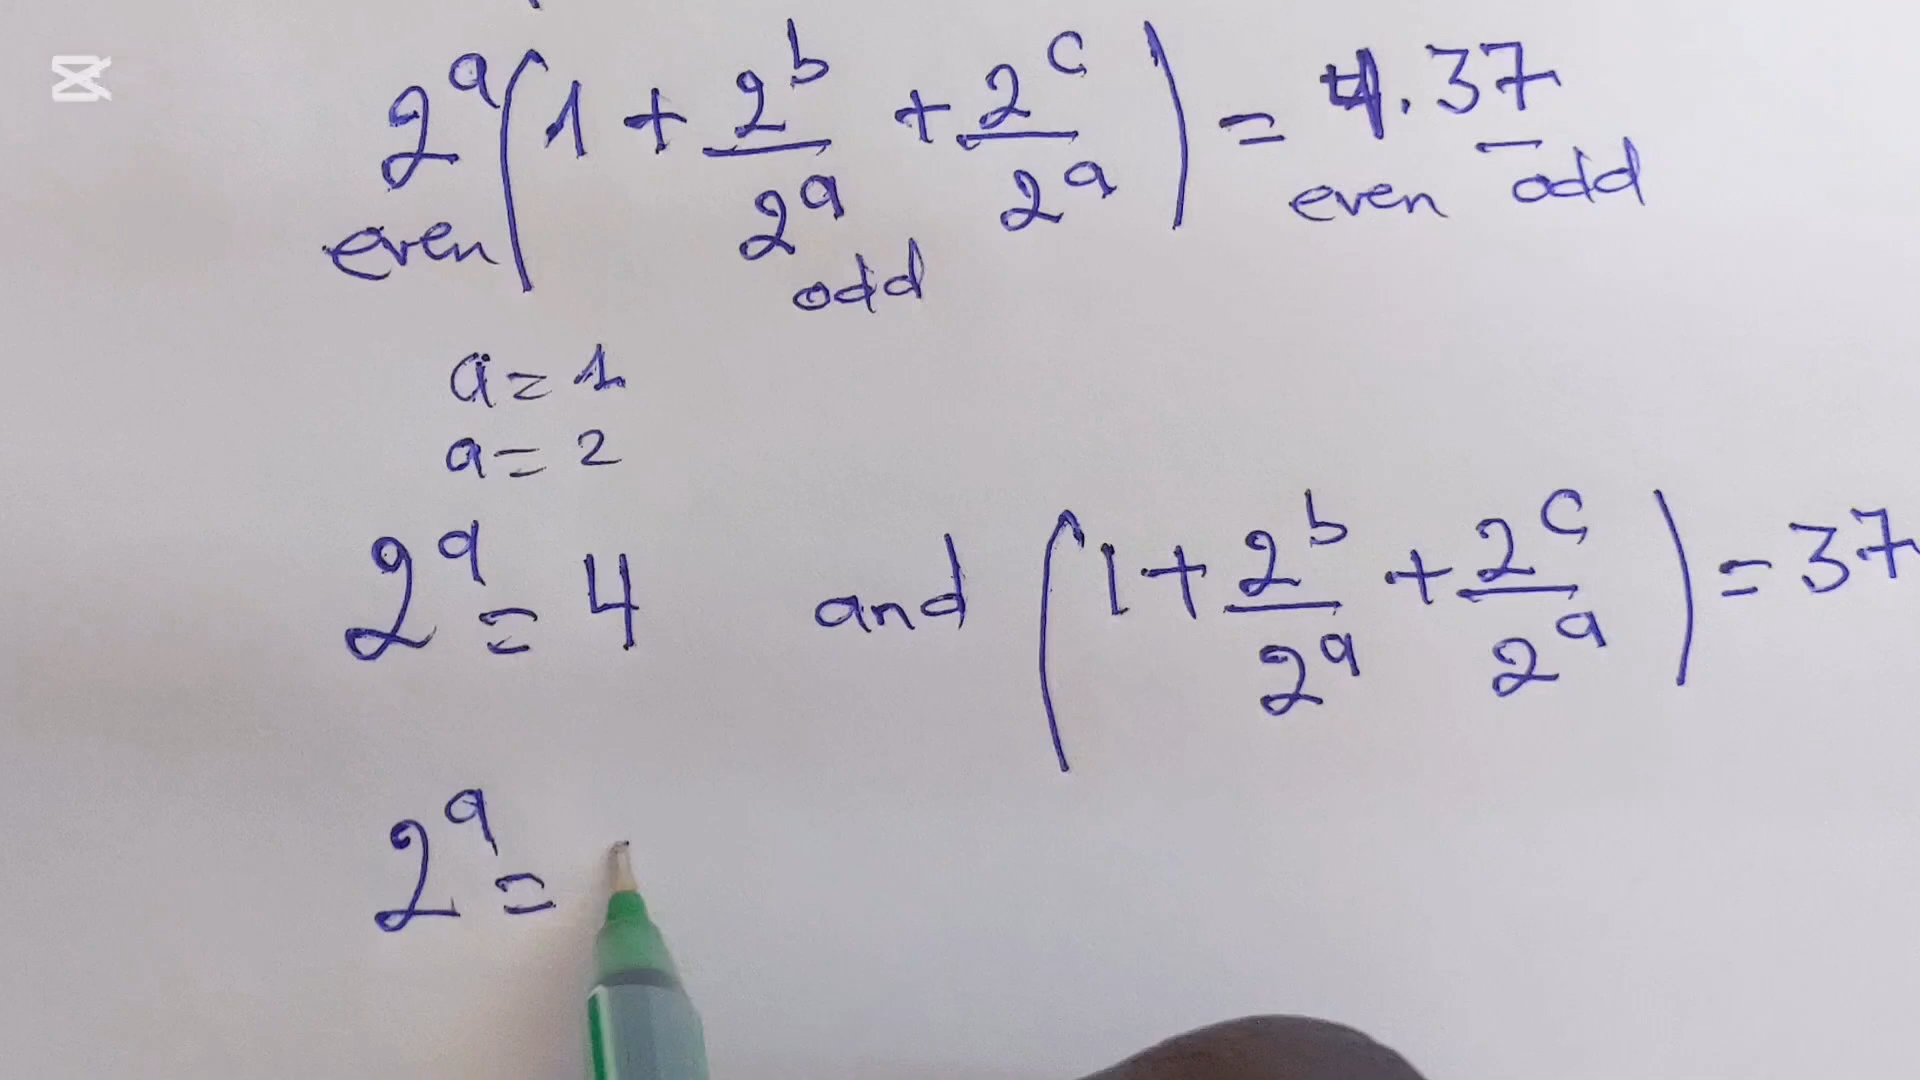 2^a(1 + 2^b/2^a + 2^c/2^a) = 4.37
even odd even odd
a = 1
a = 2
2^a = 4 and (1 + 2^b/2^a + 2^c/2^a) = 37
2^a =